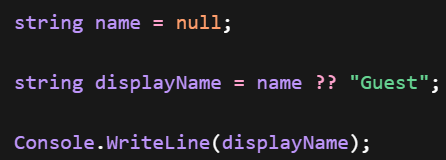 string name = null;
string displayName = name ?? "Guest";
Console.WriteLine(displayName);